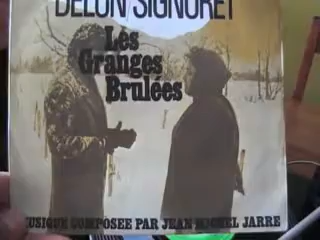 DELON SIGNORET
Les
Granges
Brulées
MUSIQUE COMPOSEE PAR JEAN MICHEL JARRE